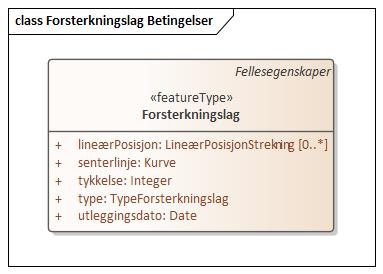 class Forsterkningslag Betingelser
Fellesegenskaper
«featureType»
Forsterkningslag
+ lineærPosisjon: LineærPosisjonStrekning [0..*]
+ senterlinje: Kurve
+ tykkelse: Integer
+ type: TypeForsterkningslag
+ utleggingsdato: Date